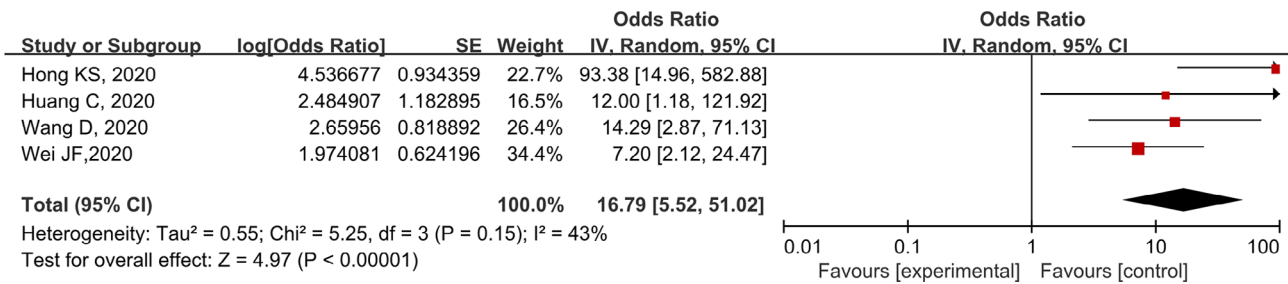 Odds Ratio Odds Ratio
Study or Subgroup log[Odds Ratio] SE Weight IV, Random, 95% CI IV, Random, 95% CI
Hong KS, 2020 4.536677 0.934359 22.7% 93.38 [14.96, 582.88]
Huang C, 2020 2.484907 1.182895 16.5% 12.00 [1.18, 121.92]
Wang D, 2020 2.65956 0.818892 26.4% 14.29 [2.87, 71.13]
Wei JF,2020 1.974081 0.624196 34.4% 7.20 [2.12, 24.47]
Total (95% CI) 100.0% 16.79 [5.52, 51.02]
Heterogeneity: Tau² = 0.55; Chi² = 5.25, df = 3 (P = 0.15); I² = 43%
Test for overall effect: Z = 4.97 (P < 0.00001)
0.01 0.1 1 10 100
Favours [experimental] Favours [control]